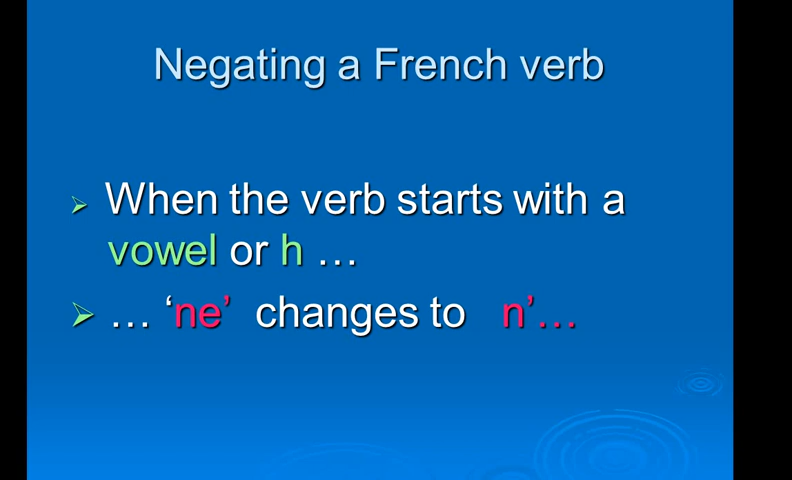 Negating a French verb
When the verb starts with a
vowel or h …
… ‘ne’ changes to n’…